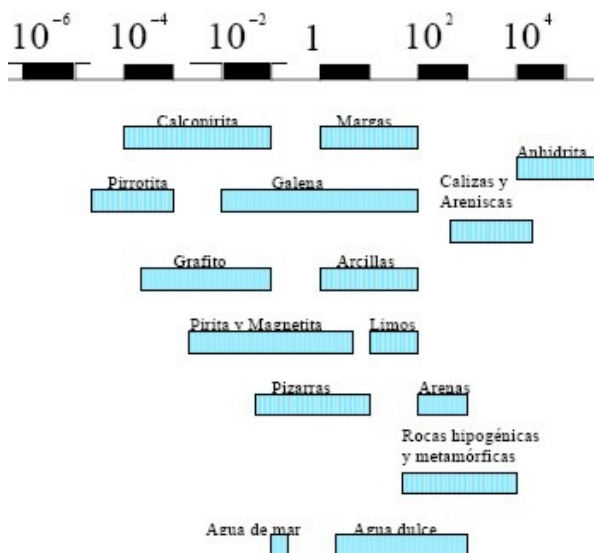 10⁻⁶ 10⁻⁴ 10⁻² 1 10² 10⁴
Calcopirita Margas
Anhidrita
Pirrotita Galena Calizas y
Areniscas
Grafito Arcillas
Pirita y Magnetita Limos
Pizarras Arenas
Rocas hipogénicas
y metamórficas
Agua de mar Agua dulce